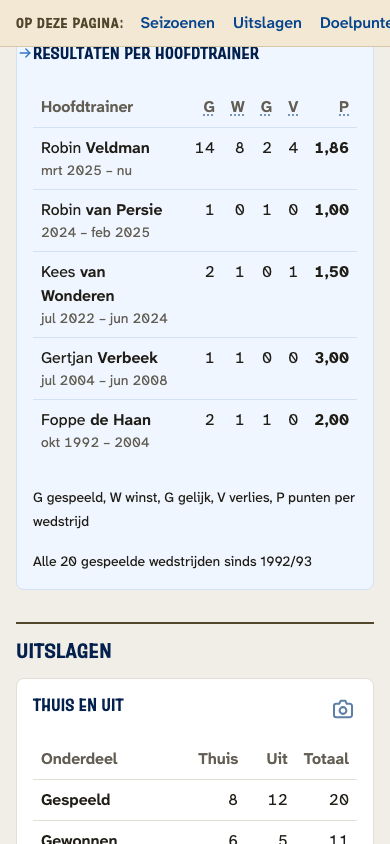 OP DEZE PAGINA: Seizoenen Uitslagen Doelpunte
→ RESULTATEN PER HOOFDTRAINER
Hoofdtrainer G W G V P
Robin Veldman 14 8 2 4 1,86
mrt 2025 – nu
Robin van Persie 1 0 1 0 1,00
2024 – feb 2025
Kees van 2 1 0 1 1,50
Wonderen
jul 2022 – jun 2024
Gertjan Verbeek 1 1 0 0 3,00
jul 2004 – jun 2008
Foppe de Haan 2 1 1 0 2,00
okt 1992 – 2004
G gespeeld, W winst, G gelijk, V verlies, P punten per
wedstrijd
Alle 20 gespeelde wedstrijden sinds 1992/93
UITSLAGEN
THUIS EN UIT
Onderdeel Thuis Uit Totaal
Gespeeld 8 12 20
Gewonnen 6 5 11